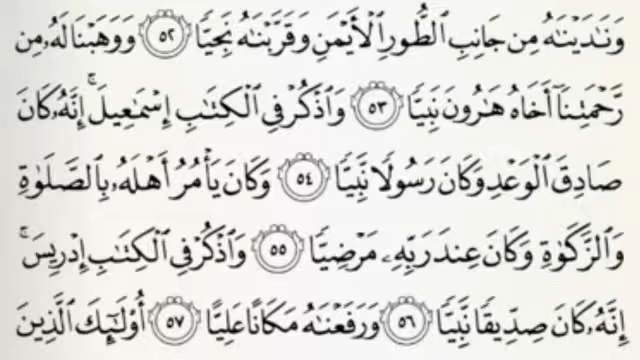 وَنَٰدَيْنَٰهُ مِن جَانِبِ ٱلطُّورِ ٱلْأَيْمَنِ وَقَرَّبْنَٰهُ نَجِيًّا ٥٢ وَوَهَبْنَا لَهُۥ مِن
رَّحْمَتِنَآ أَخَاهُ هَٰرُونَ نَبِيًّا ٥٣ وَٱذْكُرْ فِى ٱلْكِتَٰبِ إِسْمَٰعِيلَ ۚ إِنَّهُۥ كَانَ
صَادِقَ ٱلْوَعْدِ وَكَانَ رَسُولًا نَّبِيًّا ٥٤ وَكَانَ يَأْمُرُ أَهْلَهُۥ بِٱلصَّلَوٰةِ
وَٱلزَّكَوٰةِ وَكَانَ عِندَ رَبِّهِۦ مَرْضِيًّا ٥٥ وَٱذْكُرْ فِى ٱلْكِتَٰبِ إِدْرِيسَ ۚ
إِنَّهُۥ كَانَ صِدِّيقًا نَّبِيًّا ٥٦ وَرَفَعْنَٰهُ مَكَانًا عَلِيًّا ٥٧ أُو۟لَٰٓئِكَ ٱلَّذِينَ